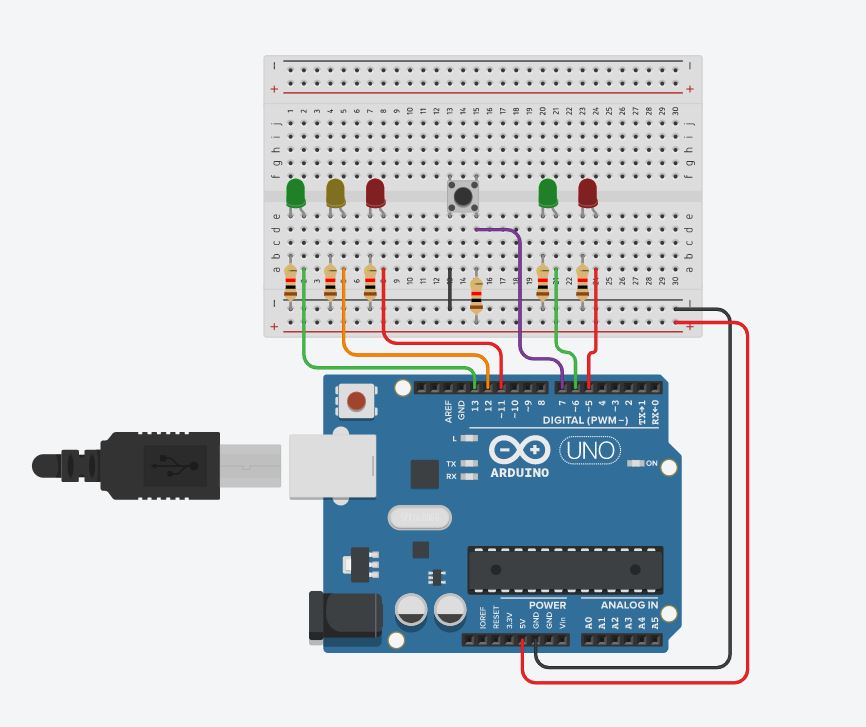 − −
+ +
1 2 3 4 5 6 7 8 9 10 11 12 13 14 15 16 17 18 19 20 21 22 23 24 25 26 27 28 29 30
j j
i i
h h
g g
f f
e e
d d
c c
b b
a a
− −
+ +
AREF
GND
13
12
~11
~10
~9
8
7
~6
~5
4
~3
2
TX→1
RX←0
DIGITAL (PWM~)
L
TX
RX
ARDUINO
UNO
ON
POWER
ANALOG IN
IOREF
RESET
3.3V
5V
GND
GND
Vin
A0
A1
A2
A3
A4
A5